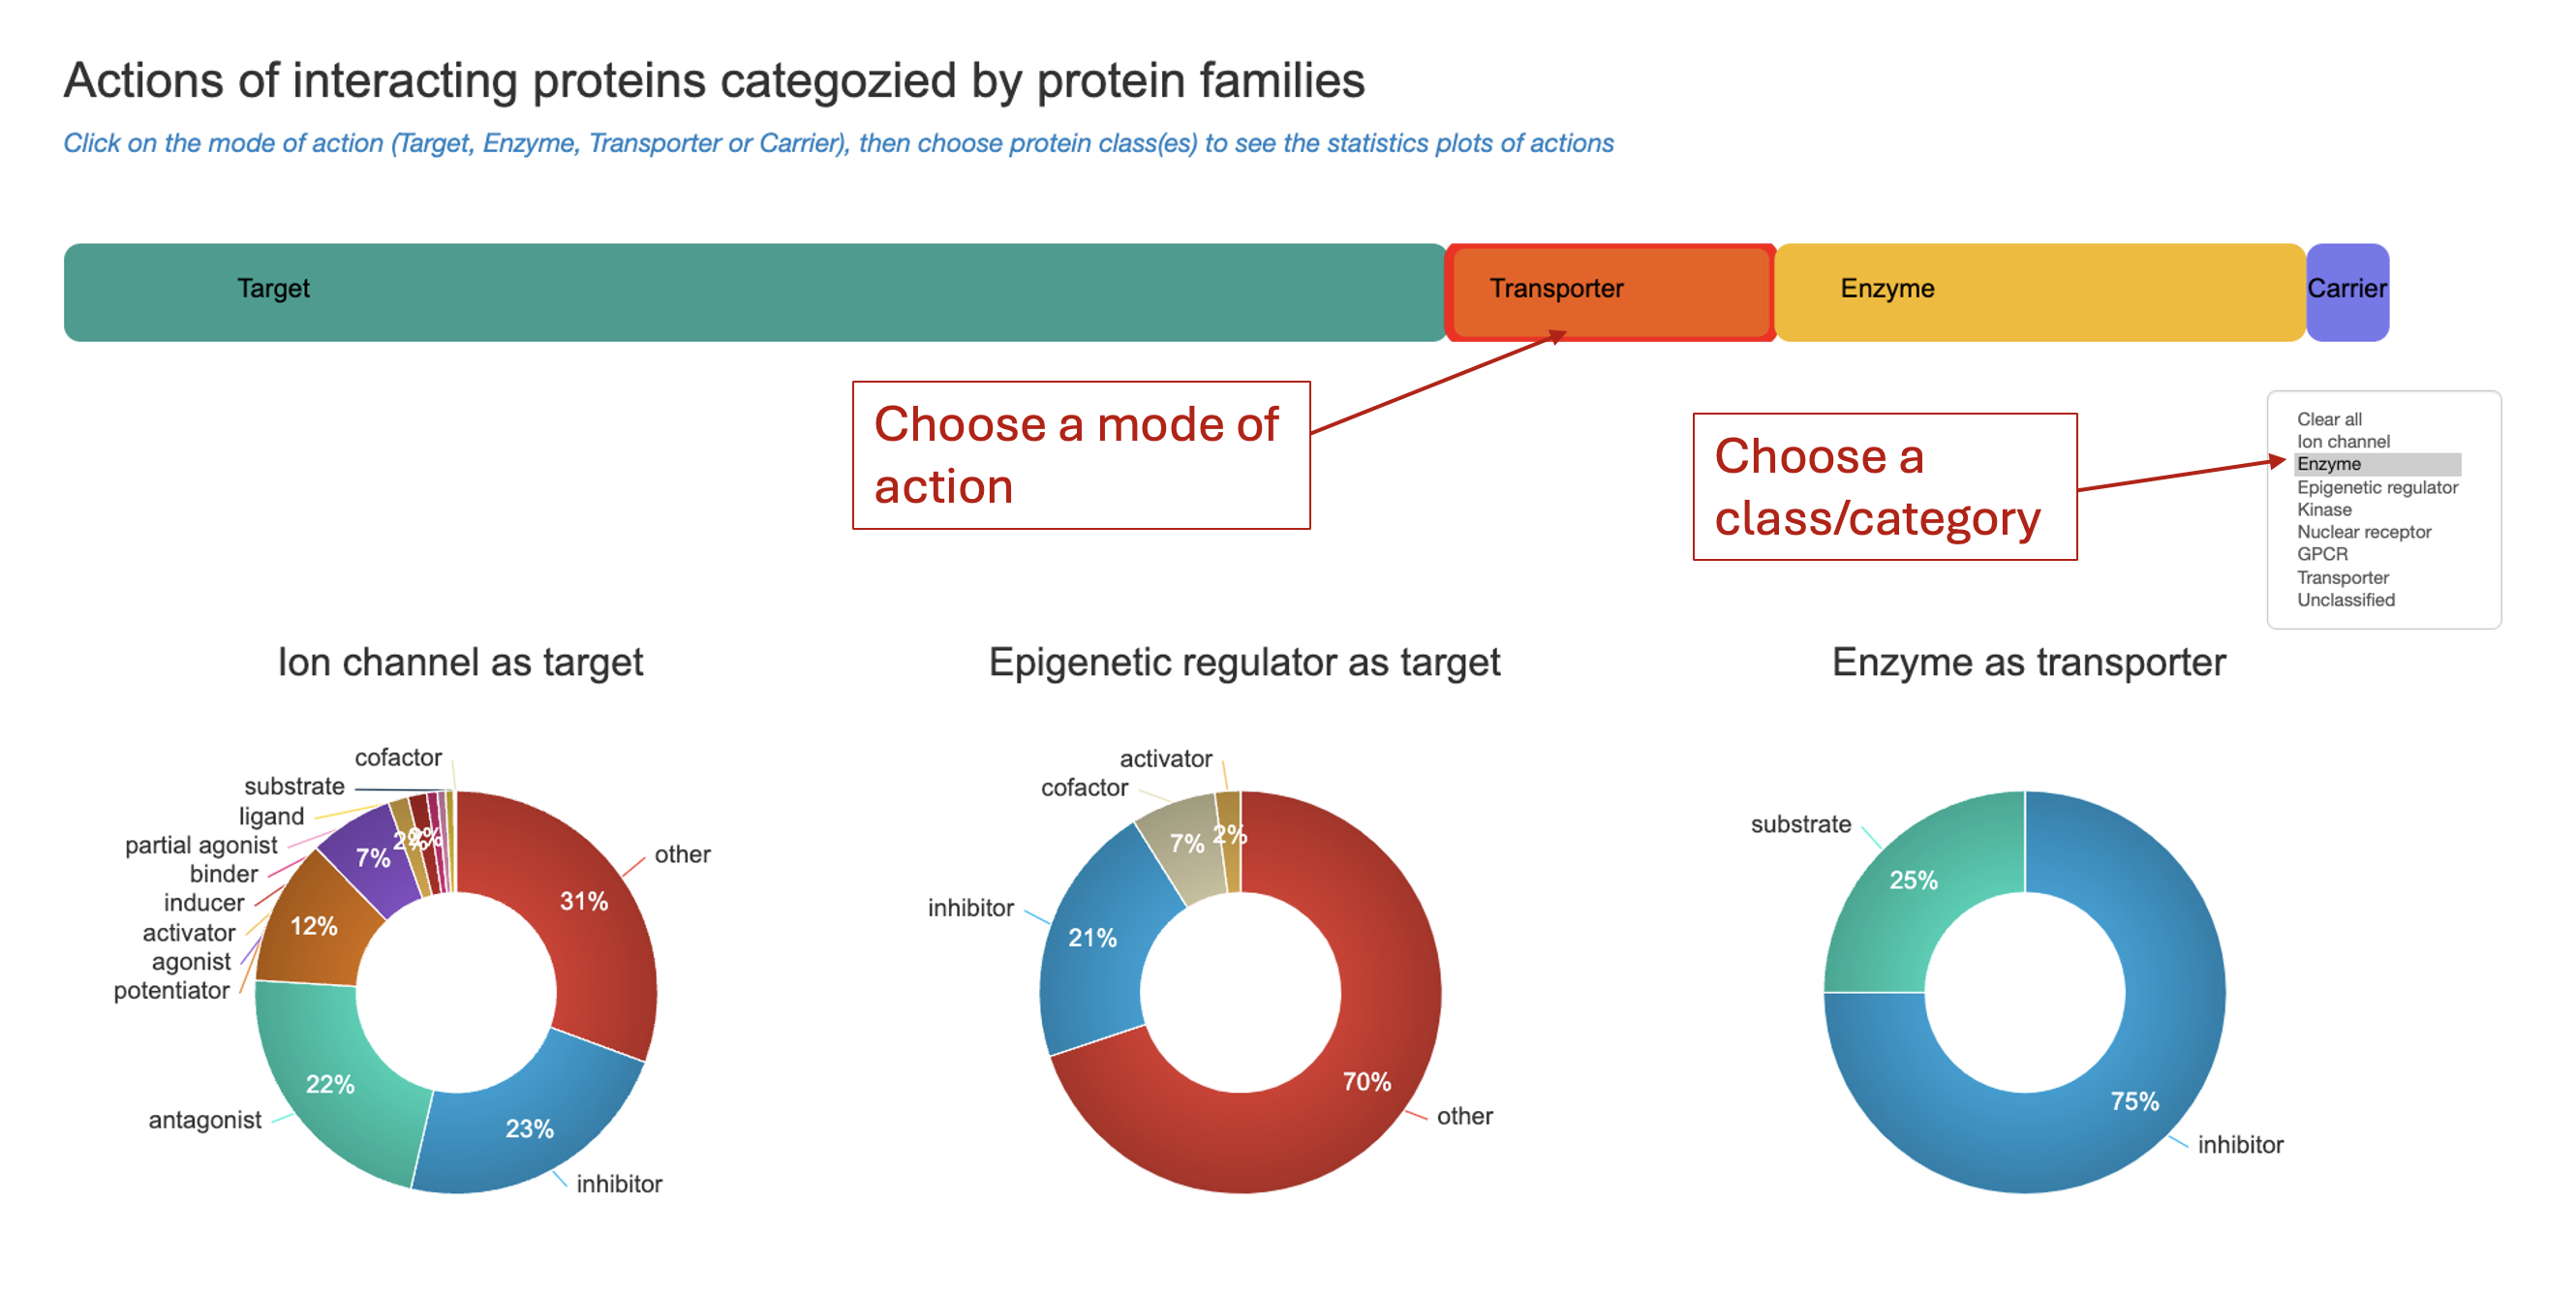 Actions of interacting proteins categozied by protein families
Click on the mode of action (Target, Enzyme, Transporter or Carrier), then choose protein class(es) to see the statistics plots of actions
Target
Transporter
Enzyme
Carrier
Choose a mode of
action
Choose a
class/category
Clear all
Ion channel
Enzyme
Epigenetic regulator
Kinase
Nuclear receptor
GPCR
Transporter
Unclassified
Ion channel as target
cofactor
substrate
ligand
partial agonist
binder
inducer
activator
agonist
potentiator
antagonist
inhibitor
other
31%
23%
22%
12%
7%
2%
2%
Epigenetic regulator as target
activator
cofactor
inhibitor
other
2%
7%
21%
70%
Enzyme as transporter
substrate
inhibitor
25%
75%